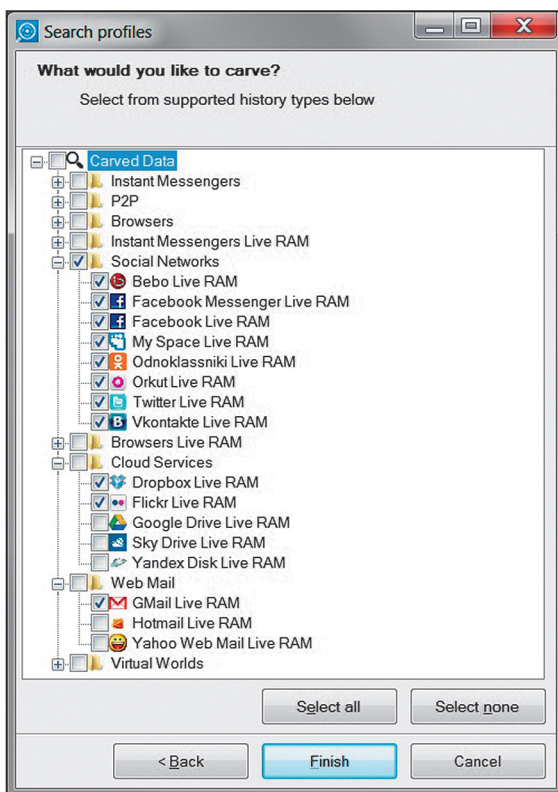 Search profiles
What would you like to carve?
Select from supported history types below
Carved Data
Instant Messengers
P2P
Browsers
Instant Messengers Live RAM
Social Networks
Bebo Live RAM
Facebook Messenger Live RAM
Facebook Live RAM
My Space Live RAM
Odnoklassniki Live RAM
Orkut Live RAM
Twitter Live RAM
Vkontakte Live RAM
Browsers Live RAM
Cloud Services
Dropbox Live RAM
Flickr Live RAM
Google Drive Live RAM
Sky Drive Live RAM
Yandex Disk Live RAM
Web Mail
GMail Live RAM
Hotmail Live RAM
Yahoo Web Mail Live RAM
Virtual Worlds
Select all Select none
< Back Finish Cancel